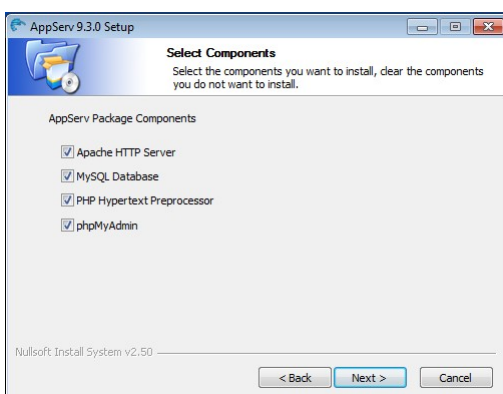 AppServ 9.3.0 Setup
Select Components
Select the components you want to install, clear the components
you do not want to install.
AppServ Package Components
Apache HTTP Server
MySQL Database
PHP Hypertext Preprocessor
phpMyAdmin
Nullsoft Install System v2.50
< Back Next > Cancel